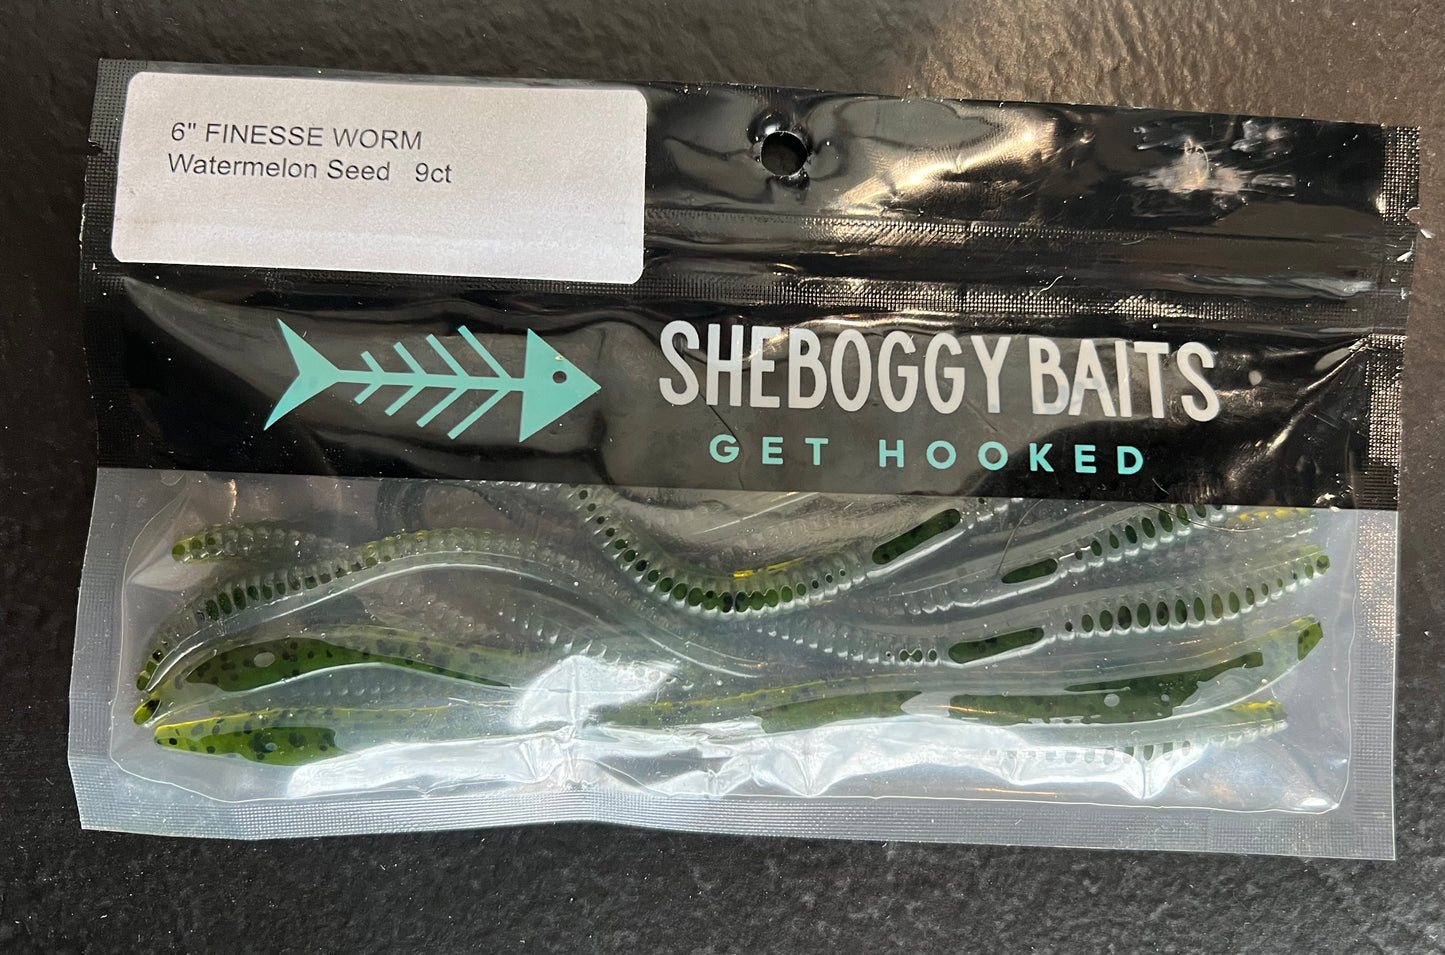 6" FINESSE WORM
Watermelon Seed 9ct
SHEBOGGY BAITS
GET HOOKED